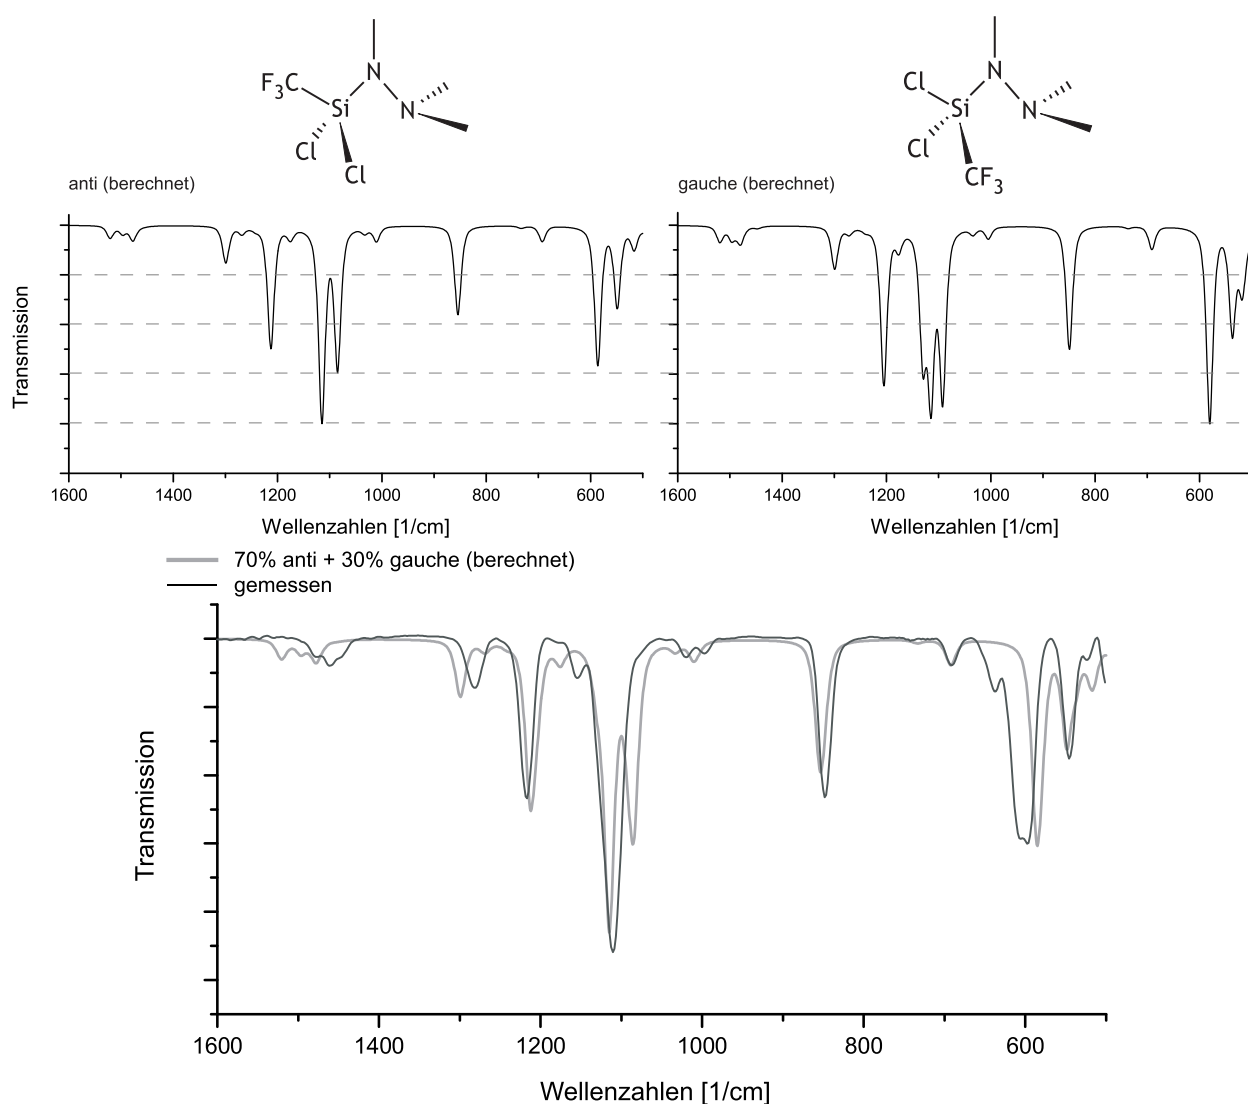 F3C
Si
N
N
Cl
Cl
Cl
Si
N
N
Cl
CF3
anti (berechnet)
gauche (berechnet)
Transmission
1600 1400 1200 1000 800 600
1600 1400 1200 1000 800 600
Wellenzahlen [1/cm]
Wellenzahlen [1/cm]
70% anti + 30% gauche (berechnet)
gemessen
Transmission
1600 1400 1200 1000 800 600
Wellenzahlen [1/cm]